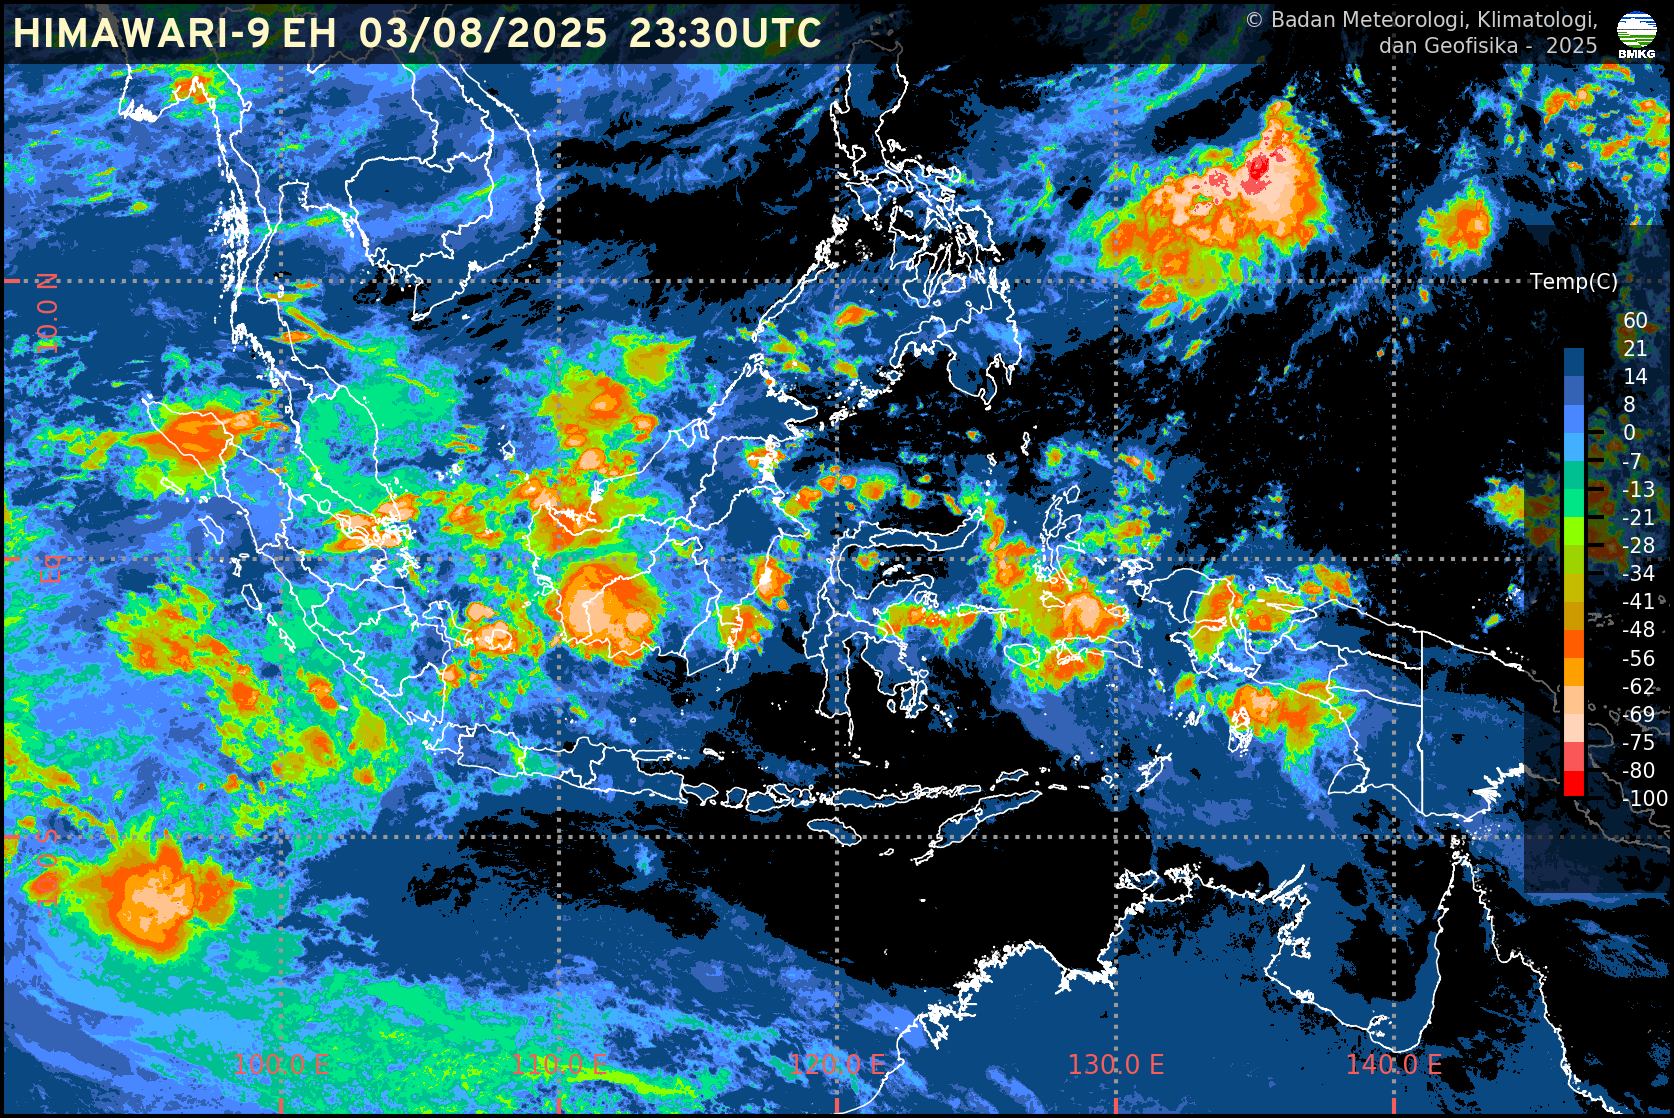 HIMAWARI-9 EH 03/08/2025 23:30UTC
© Badan Meteorologi, Klimatologi,
dan Geofisika - 2025
BMKG
10.0 N
Eq
-10.0 S
100.0 E
110.0 E
120.0 E
130.0 E
140.0 E
Temp(C)
60
21
14
8
0
-7
-13
-21
-28
-34
-41
-48
-56
-62
-69
-75
-80
-100